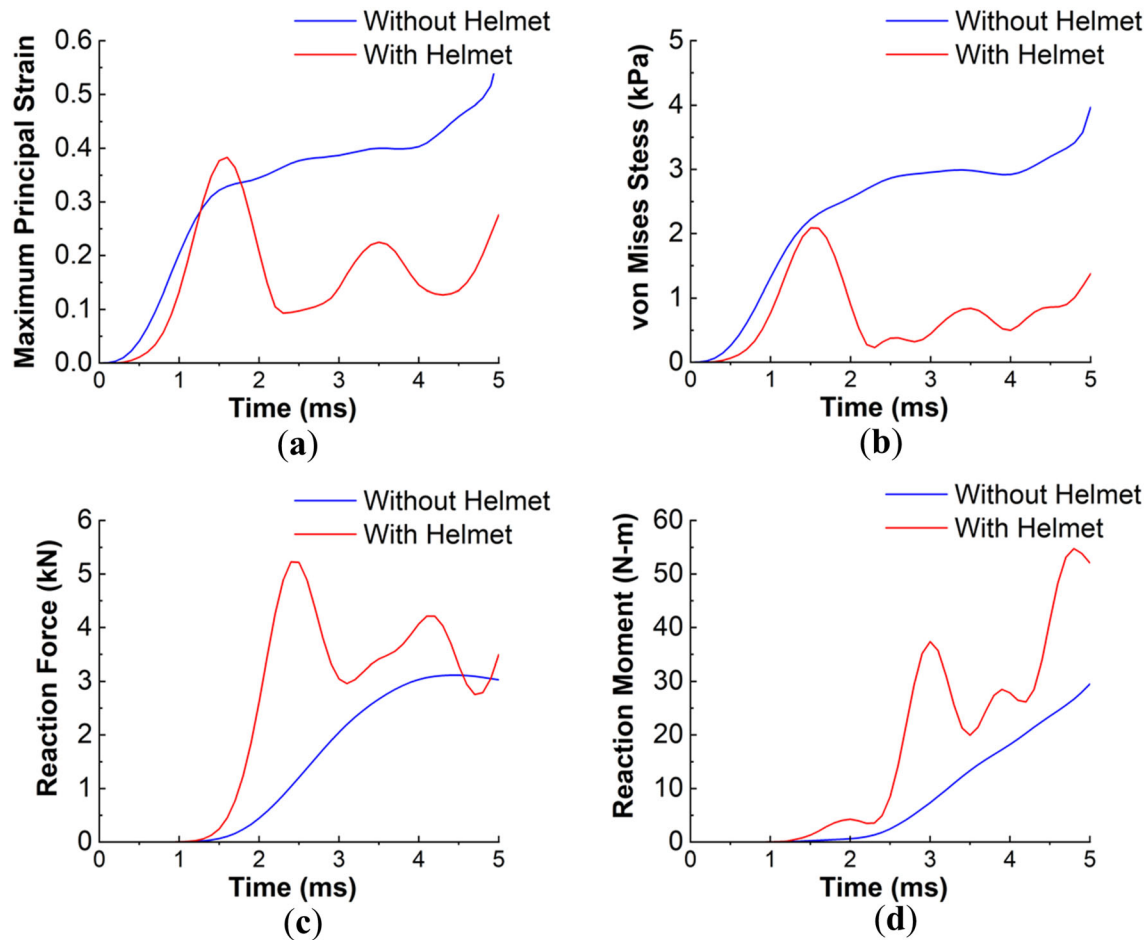 Without Helmet
With Helmet
Maximum Principal Strain
0.6
0.5
0.4
0.3
0.2
0.1
0.0
0 1 2 3 4 5
Time (ms)
(a)
Without Helmet
With Helmet
von Mises Stess (kPa)
5
4
3
2
1
0
0 1 2 3 4 5
Time (ms)
(b)
Without Helmet
With Helmet
Reaction Force (kN)
6
5
4
3
2
1
0
0 1 2 3 4 5
Time (ms)
(c)
Without Helmet
With Helmet
Reaction Moment (N-m)
60
50
40
30
20
10
0
0 1 2 3 4 5
Time (ms)
(d)